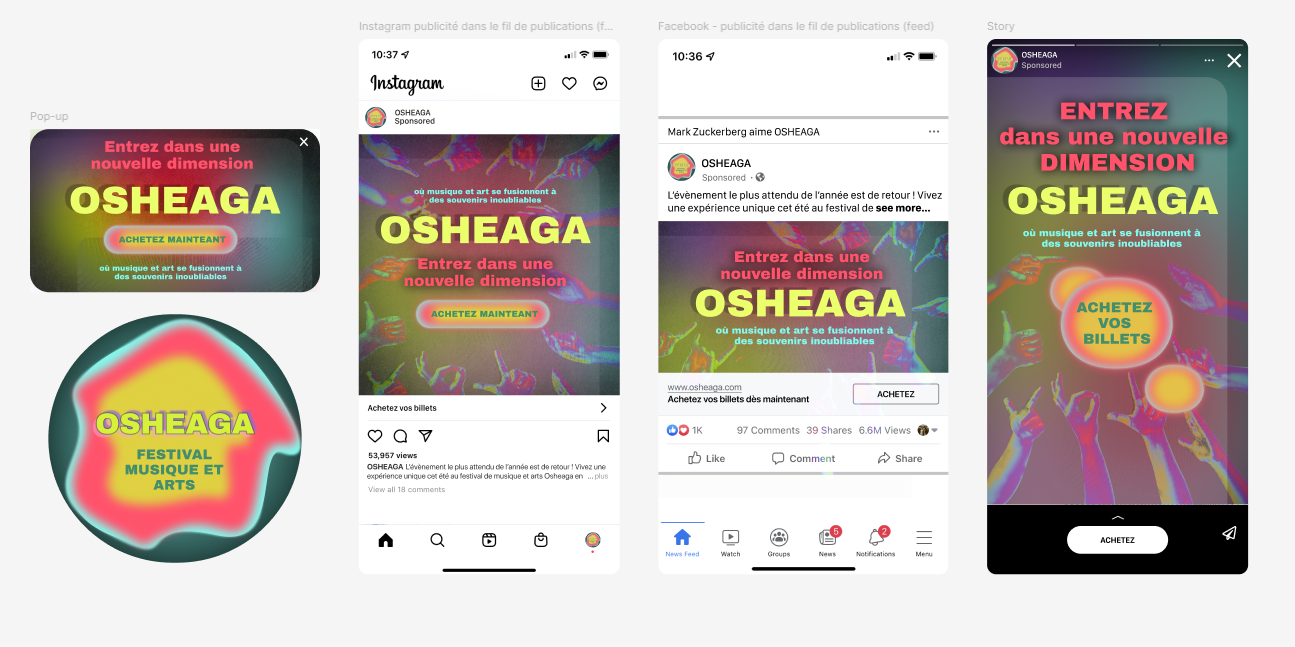 Pop-up
Entrez dans une
nouvelle dimension
OSHEAGA
ACHETEZ MAINTEANT
où musique et art se fusionnent à
des souvenirs inoubliables
OSHEAGA
FESTIVAL
MUSIQUE ET
ARTS
Instagram publicité dans le fil de publications (f...
10:37
Instagram
OSHEAGA
Sponsored
où musique et art se fusionnent à
des souvenirs inoubliables
OSHEAGA
Entrez dans une
nouvelle dimension
ACHETEZ MAINTEANT
Achetez vos billets
53,957 views
OSHEAGA L'évènement le plus attendu de l'année est de retour ! Vivez une
expérience unique cet été au festival de musique et arts Osheaga en ... plus
View all 18 comments
Facebook - publicité dans le fil de publications (feed)
10:36
Mark Zuckerberg aime OSHEAGA
OSHEAGA
Sponsored ·
L'évènement le plus attendu de l'année est de retour ! Vivez
une expérience unique cet été au festival de see more...
Entrez dans une
nouvelle dimension
OSHEAGA
où musique et art se fusionnent à
des souvenirs inoubliables
www.osheaga.com
Achetez vos billets dès maintenant
ACHETEZ
1K 97 Comments 39 Shares 6.6M Views
Like Comment Share
5 2
News Feed Watch Groups News Notifications Menu
Story
OSHEAGA
Sponsored
ENTREZ
dans une nouvelle
DIMENSION
OSHEAGA
où musique et art se fusionnent à
des souvenirs inoubliables
ACHETEZ
VOS
BILLETS
ACHETEZ